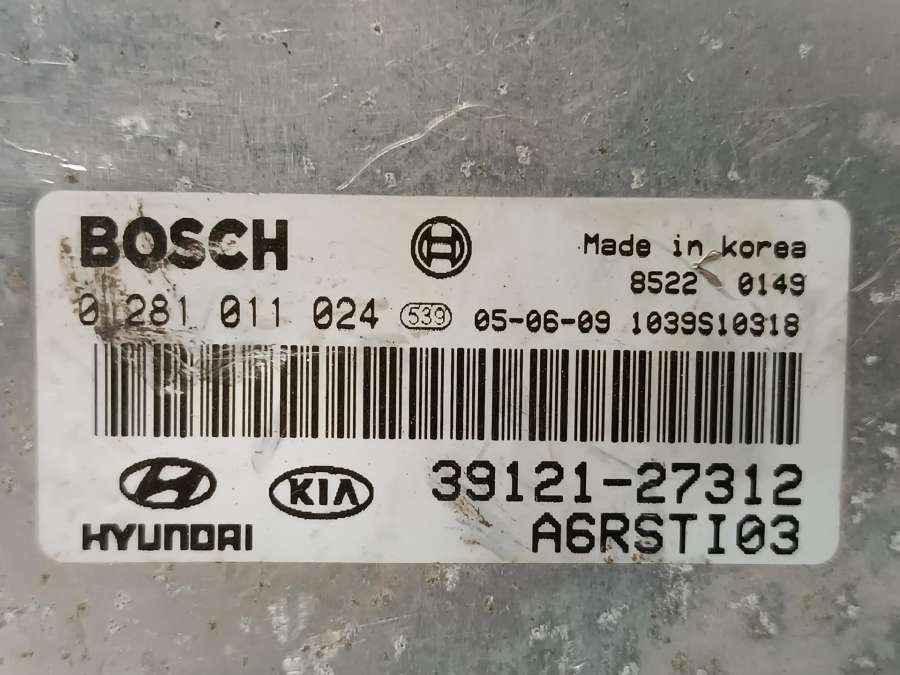 BOSCH
Made in korea
8522 0149
0 281 011 024 539 05-06-09 1039S10318
39121-27312
HYUNDAI KIA A6RSTI03